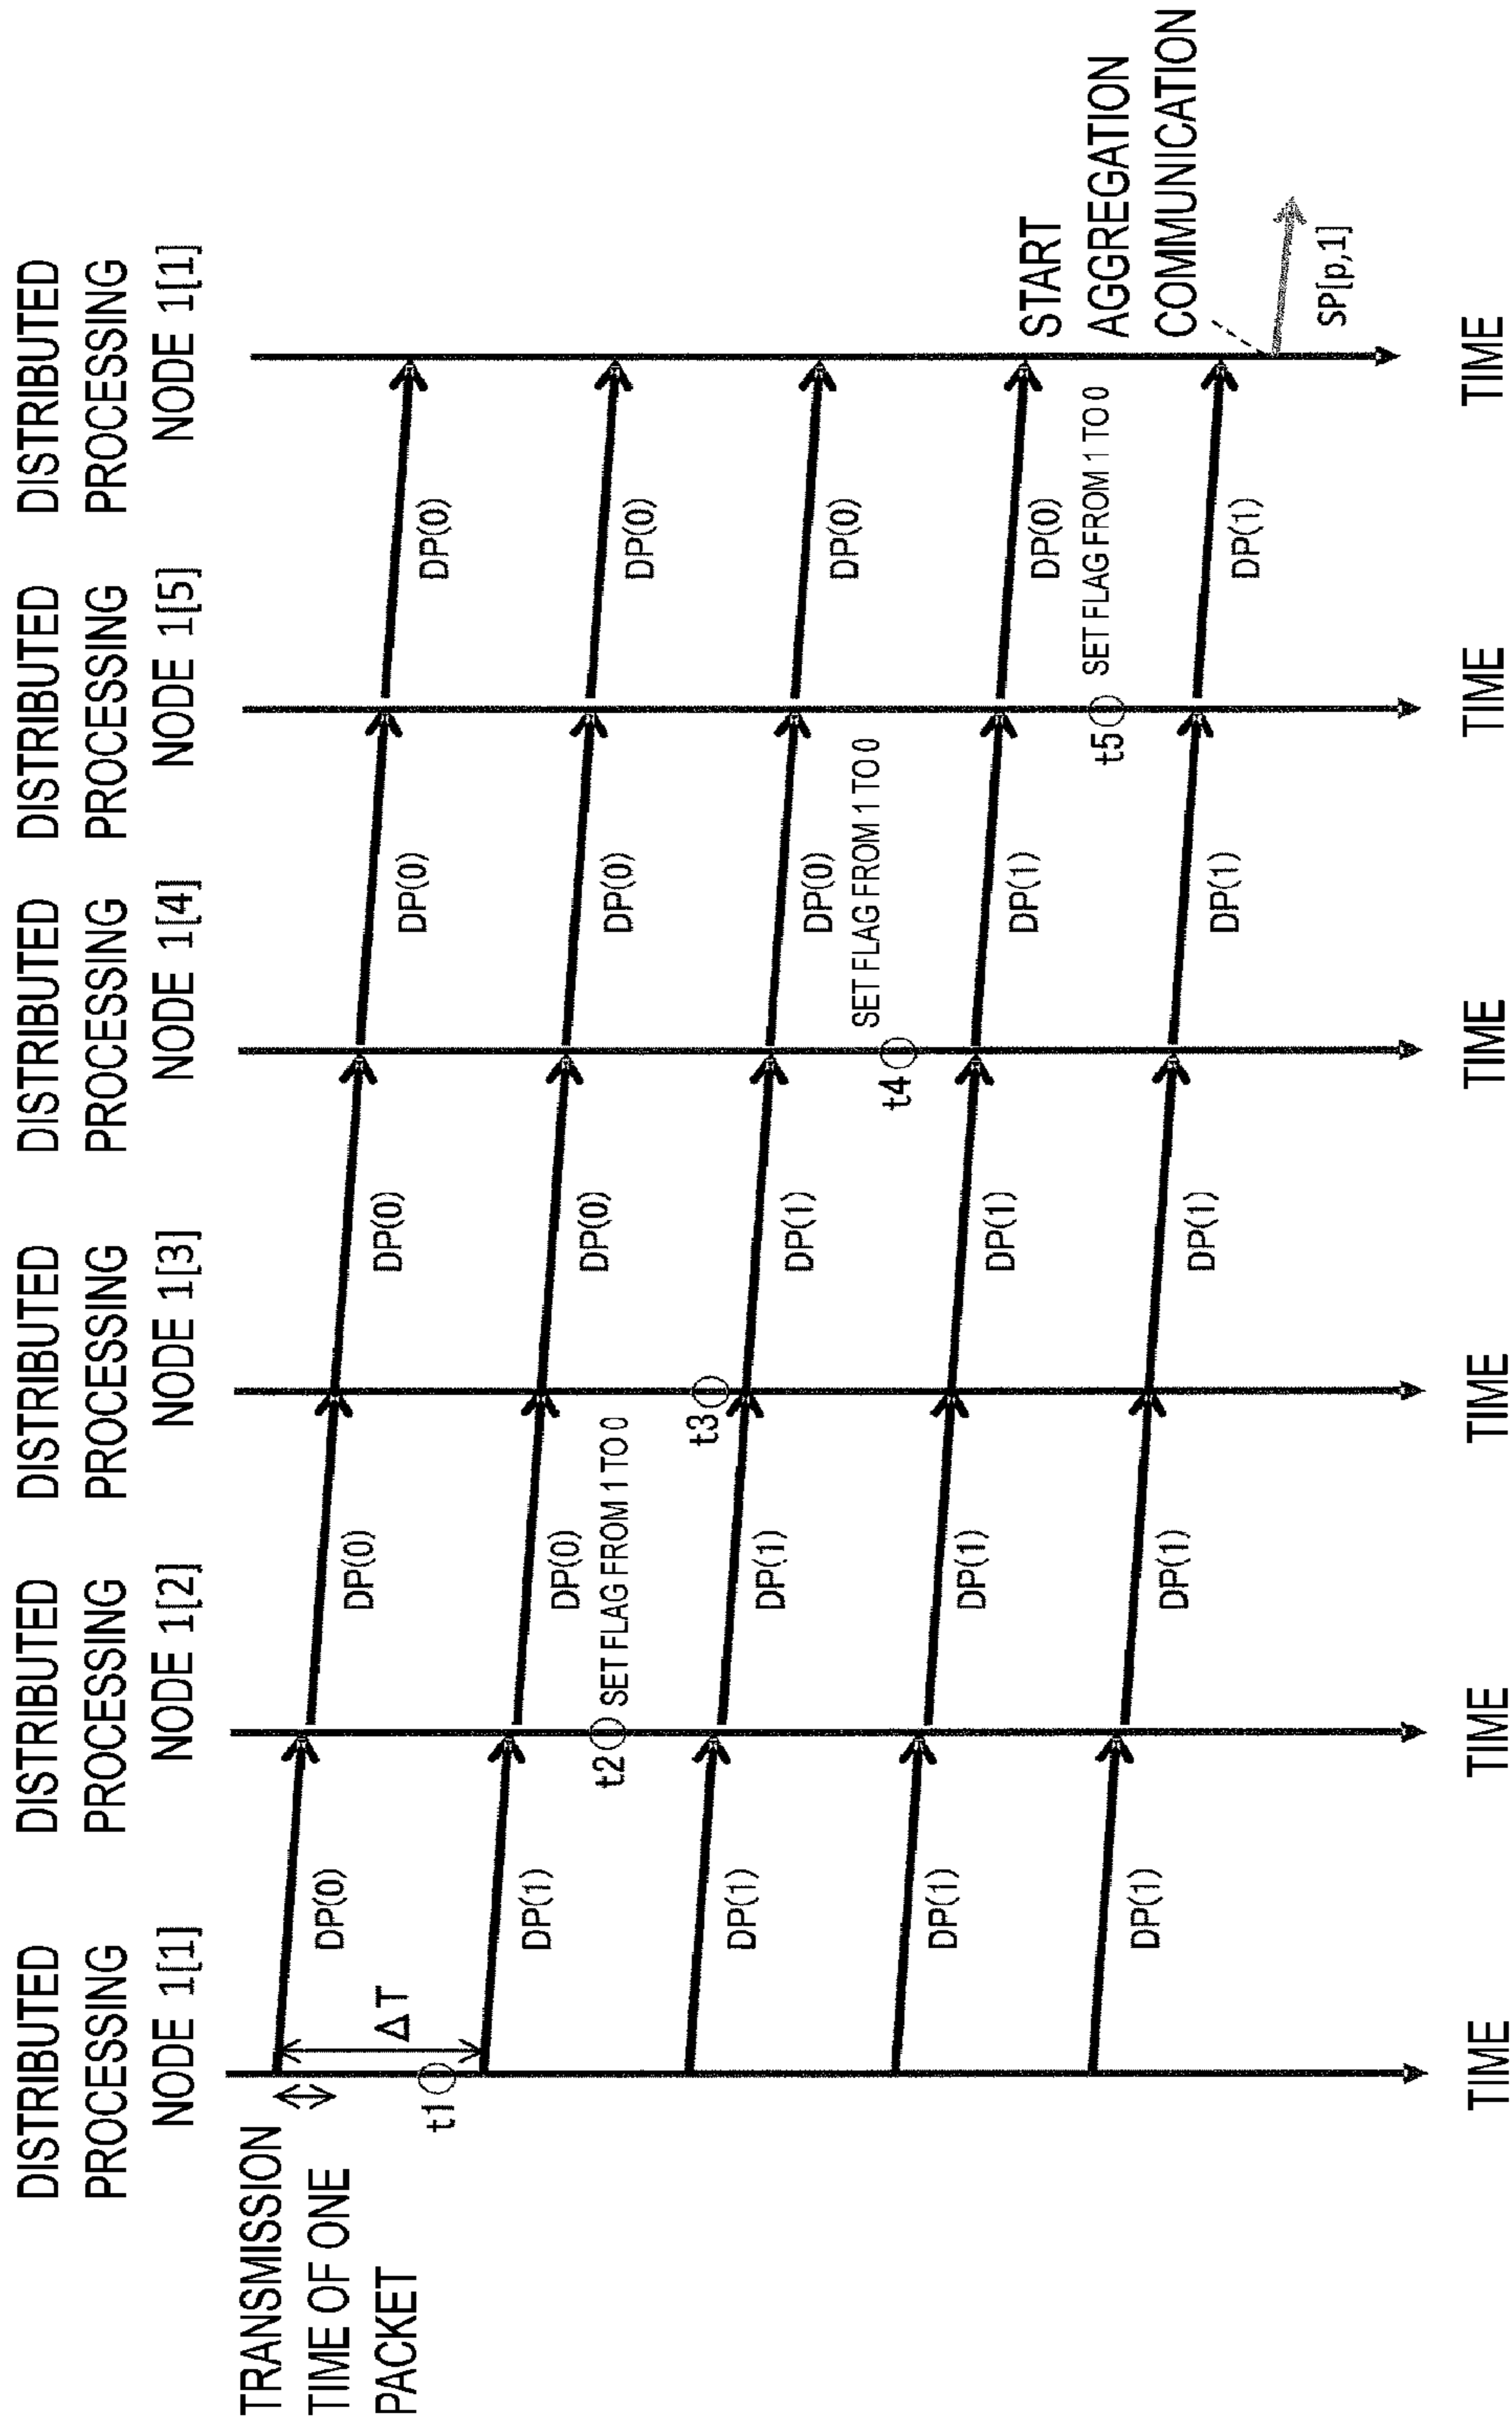 DISTRIBUTED
PROCESSING
NODE 1[1]
DISTRIBUTED
PROCESSING
NODE 1[2]
DISTRIBUTED
PROCESSING
NODE 1[3]
DISTRIBUTED
PROCESSING
NODE 1[4]
DISTRIBUTED
PROCESSING
NODE 1[5]
DISTRIBUTED
PROCESSING
NODE 1[1]
TRANSMISSION
TIME OF ONE
PACKET
ΔT
t1
DP(0)
DP(0)
DP(0)
DP(0)
DP(0)
DP(1)
DP(0)
DP(0)
DP(0)
DP(0)
t2
SET FLAG FROM 1 TO 0
t3
DP(1)
DP(1)
DP(1)
DP(0)
DP(0)
t4
SET FLAG FROM 1 TO 0
DP(1)
DP(1)
DP(1)
DP(1)
DP(0)
t5
SET FLAG FROM 1 TO 0
START
AGGREGATION
COMMUNICATION
DP(1)
DP(1)
DP(1)
DP(1)
DP(1)
SP[p,1]
TIME
TIME
TIME
TIME
TIME
TIME